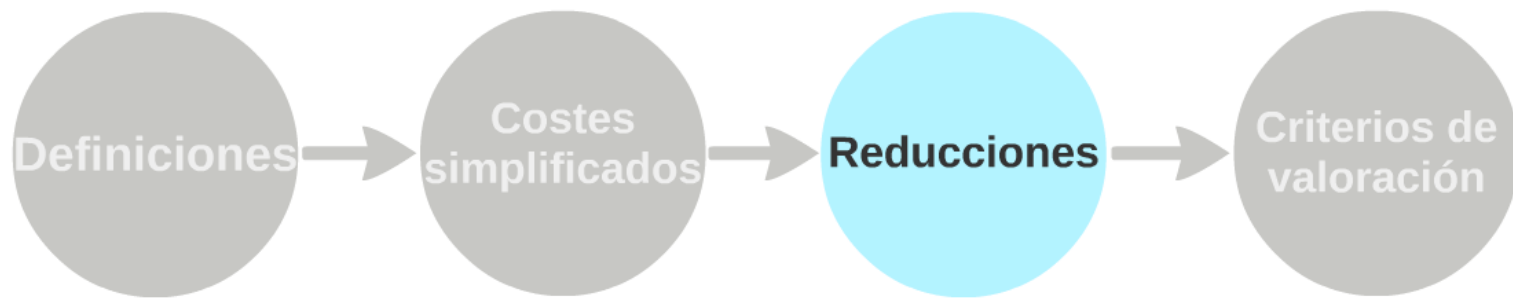 Definiciones
Costes
simplificados
Reducciones
Criterios de
valoración